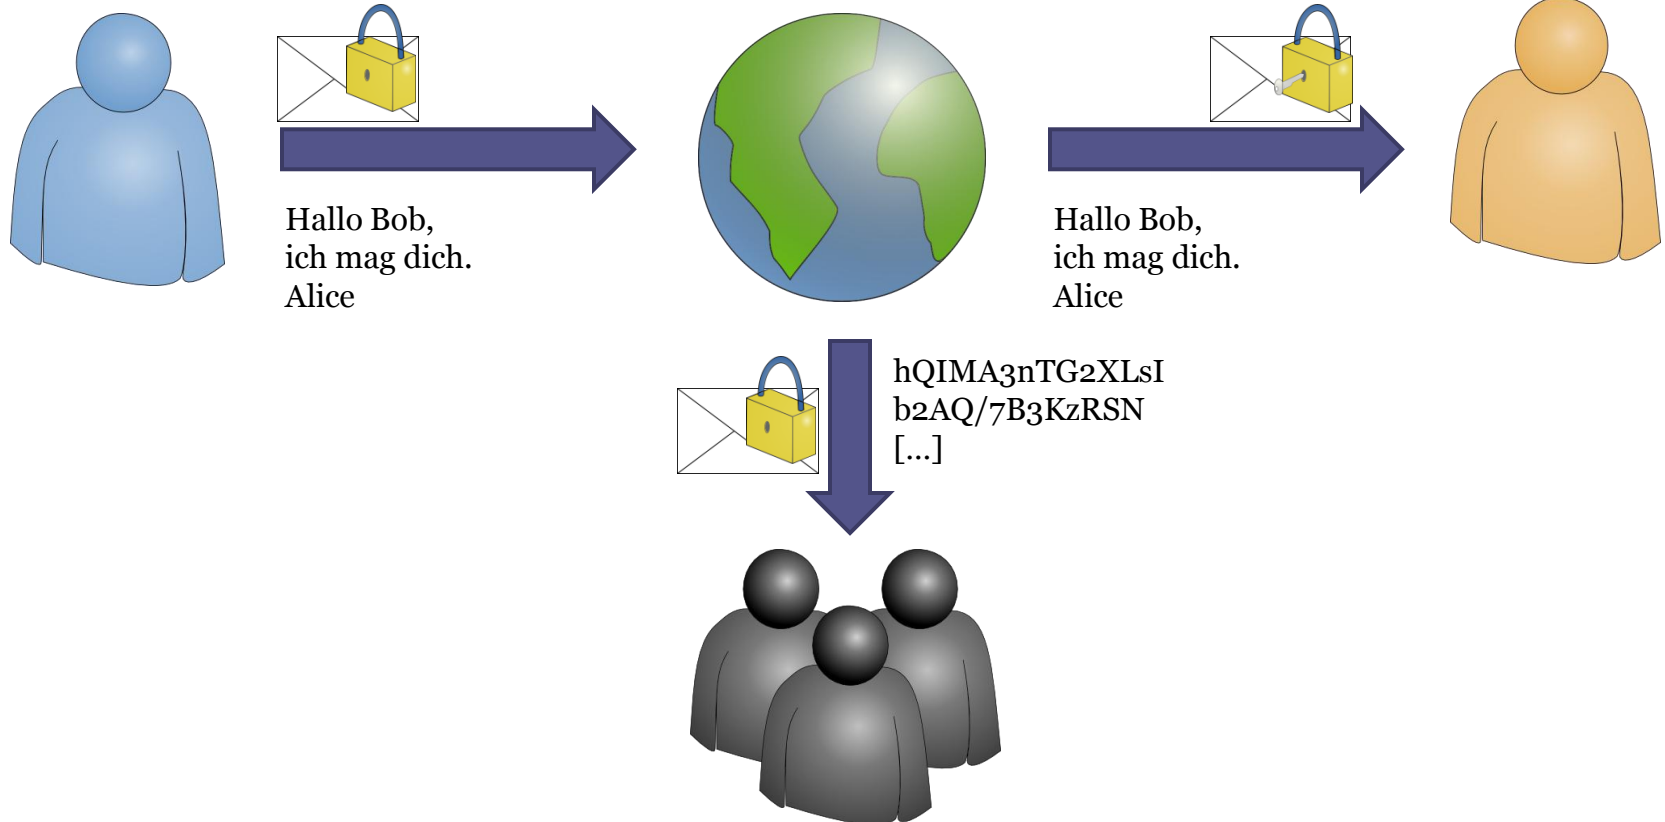 Hallo Bob,
ich mag dich.
Alice
Hallo Bob,
ich mag dich.
Alice
hQIMA3nTG2XLsI
b2AQ/7B3KzRSN
[...]